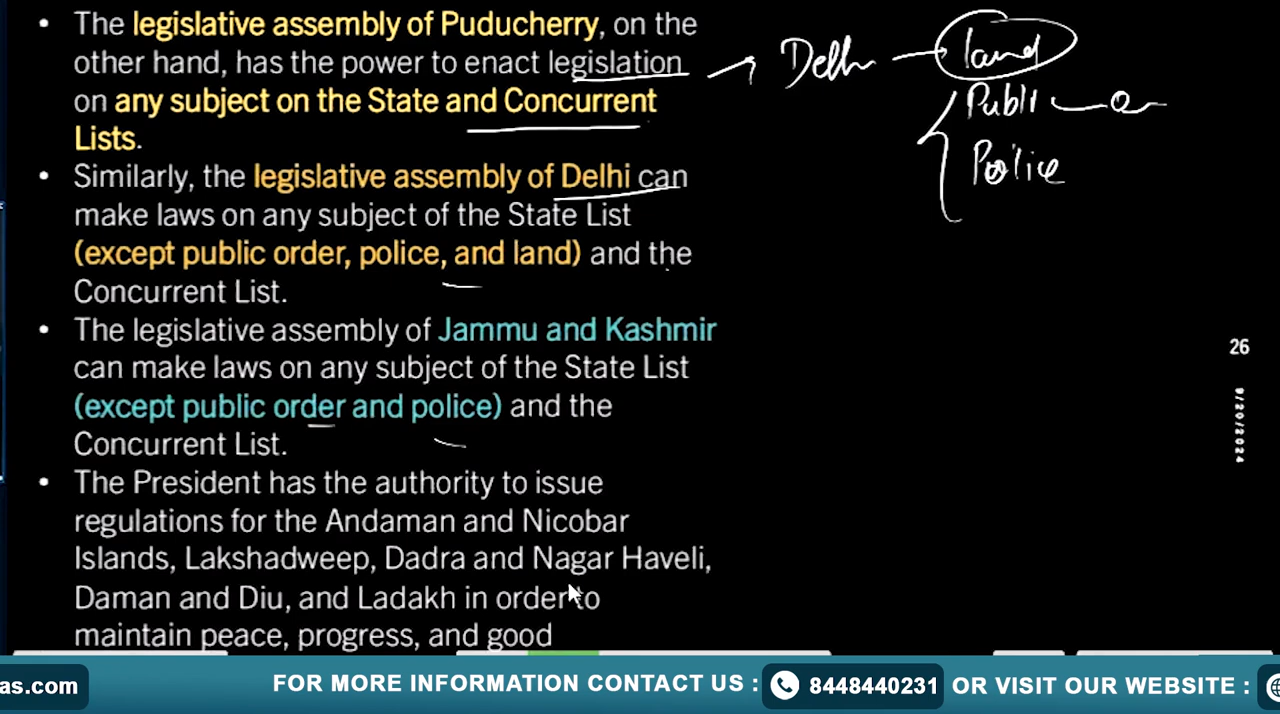 • The legislative assembly of Puducherry, on the
other hand, has the power to enact legislation
on any subject on the State and Concurrent
Lists.
• Similarly, the legislative assembly of Delhi can
make laws on any subject of the State List
(except public order, police, and land) and the
Concurrent List.
• The legislative assembly of Jammu and Kashmir
can make laws on any subject of the State List
(except public order and police) and the
Concurrent List.
• The President has the authority to issue
regulations for the Andaman and Nicobar
Islands, Lakshadweep, Dadra and Nagar Haveli,
Daman and Diu, and Ladakh in order to
maintain peace, progress, and good
Delhi
land
Publi
Police
26
9/20/2024
as.com
FOR MORE INFORMATION CONTACT US : 8448440231 OR VISIT OUR WEBSITE :